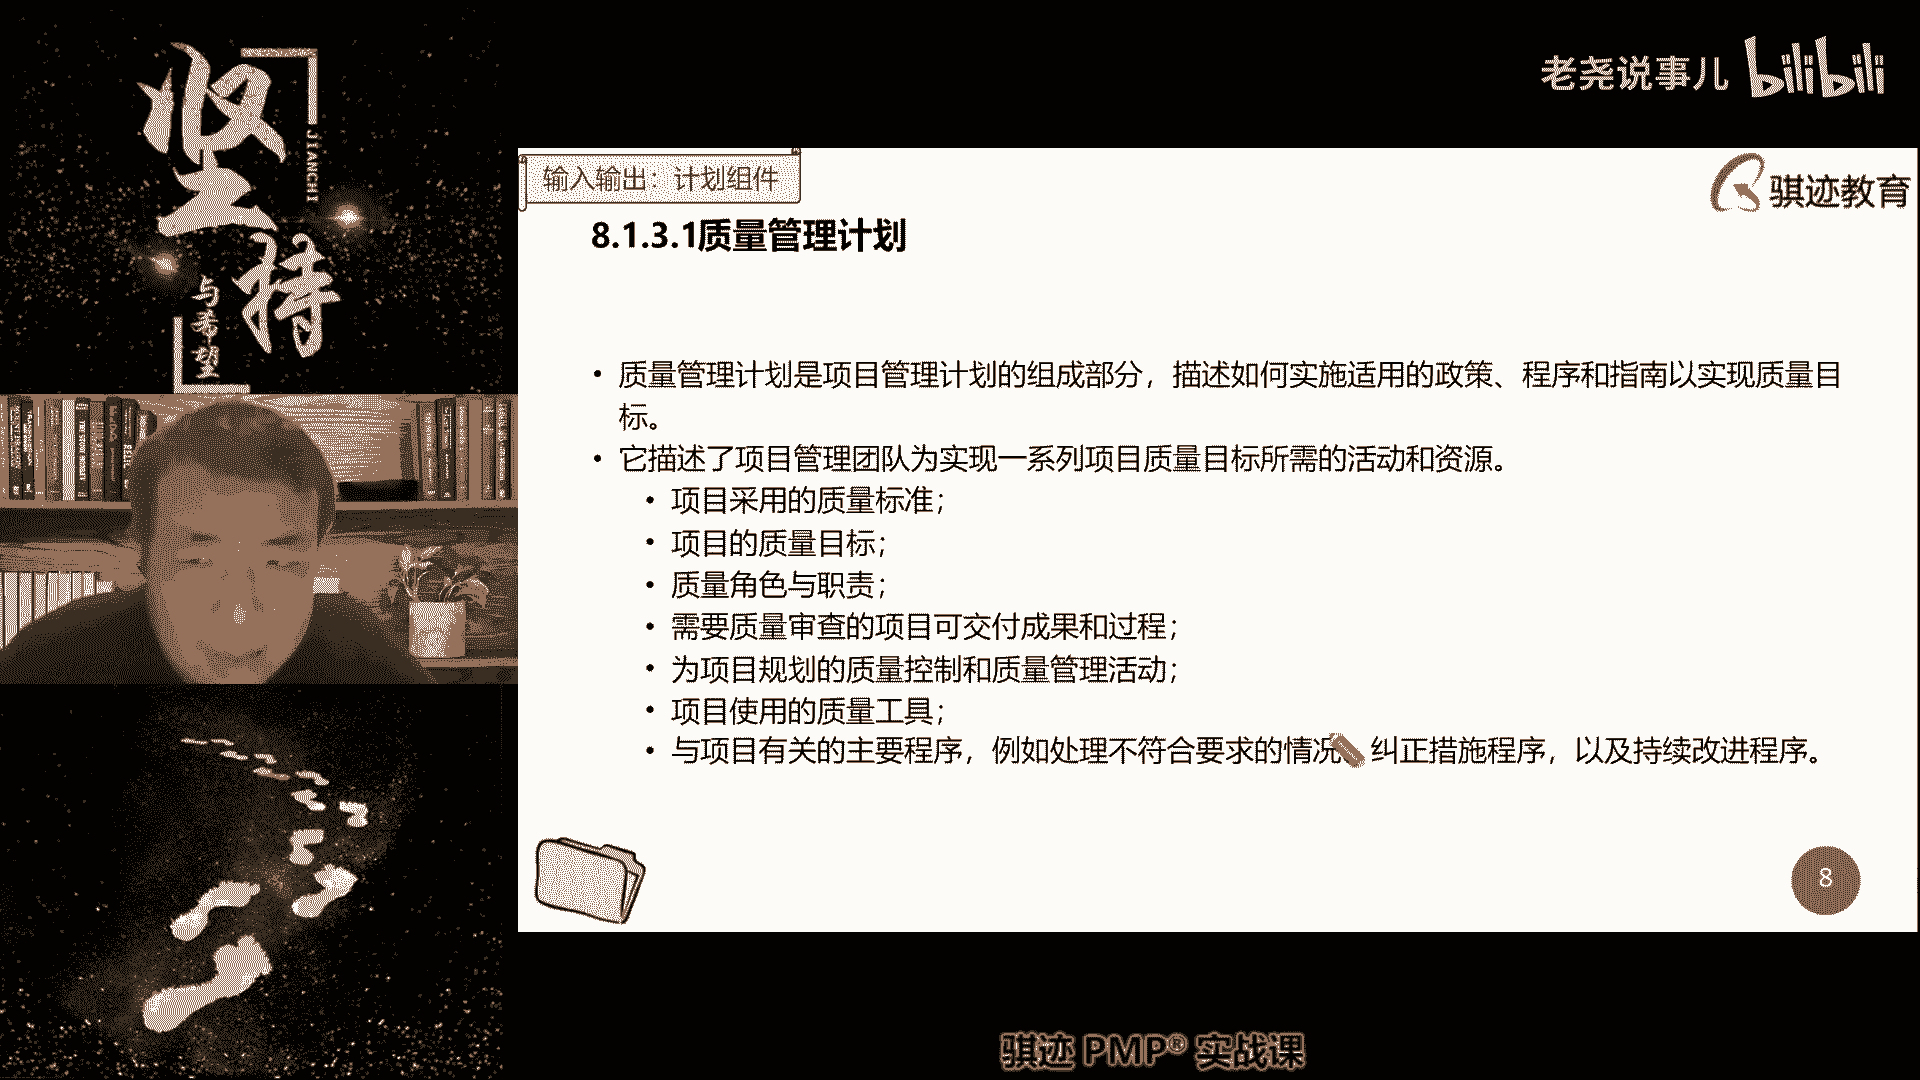 坚持
JIANCHI
与希望
老尧说事儿 bilibili
输入输出：计划组件
骐迹教育
8.1.3.1质量管理计划
• 质量管理计划是项目管理计划的组成部分，描述如何实施适用的政策、程序和指南以实现质量目
标。
• 它描述了项目管理团队为实现一系列项目质量目标所需的活动和资源。
• 项目采用的质量标准；
• 项目的质量目标；
• 质量角色与职责；
• 需要质量审查的项目可交付成果和过程；
• 为项目规划的质量控制和质量管理活动；
• 项目使用的质量工具；
• 与项目有关的主要程序，例如处理不符合要求的情况 纠正措施程序，以及持续改进程序。
8
骐迹 PMP® 实战课